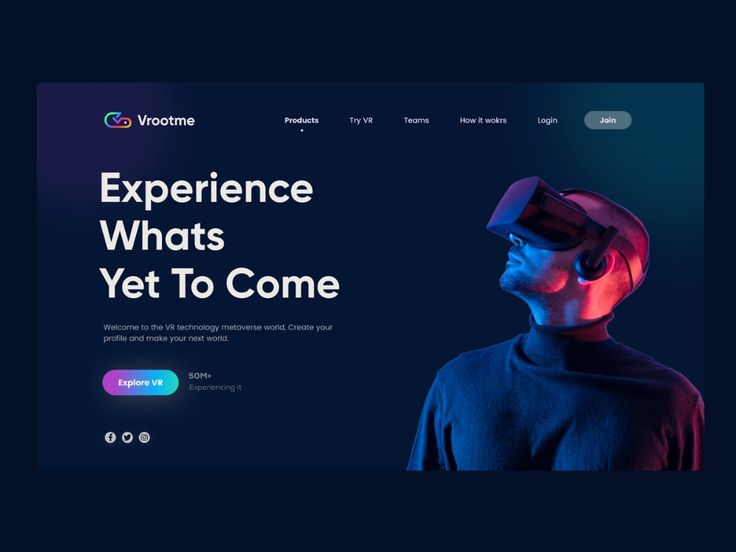 Vrootme
Products
Try VR
Teams
How it wokrs
Login
Join
Experience
Whats
Yet To Come
Welcome to the VR technology metaverse world, Create your
profile and make your next world.
Explore VR
50M+
Experiencing it